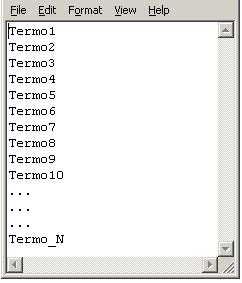 File Edit Format View Help
Termo1
Termo2
Termo3
Termo4
Termo5
Termo6
Termo7
Termo8
Termo9
Termo10
...
...
...
Termo_N